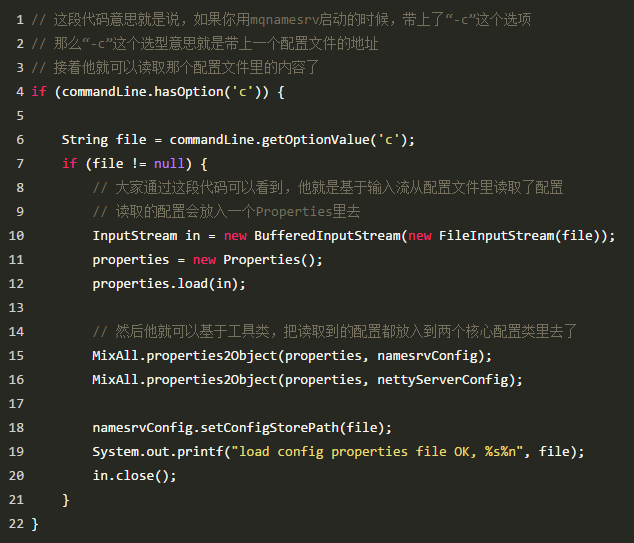 1 // 这段代码意思就是说，如果你用mqnamesrv启动的时候，带上了“-c”这个选项
2 // 那么“-c”这个选型意思就是带上一个配置文件的地址
3 // 接着他就可以读取那个配置文件里的内容了
4 if (commandLine.hasOption('c')) {
5
6     String file = commandLine.getOptionValue('c');
7     if (file != null) {
8         // 大家通过这段代码可以看到，他就是基于输入流从配置文件里读取了配置
9         // 读取的配置会放入一个Properties里去
10         InputStream in = new BufferedInputStream(new FileInputStream(file));
11         properties = new Properties();
12         properties.load(in);
13
14         // 然后他就可以基于工具类，把读取到的配置都放入到两个核心配置类里去了
15         MixAll.properties2Object(properties, namesrvConfig);
16         MixAll.properties2Object(properties, nettyServerConfig);
17
18         namesrvConfig.setConfigStorePath(file);
19         System.out.printf("load config properties file OK, %s%n", file);
20         in.close();
21     }
22 }